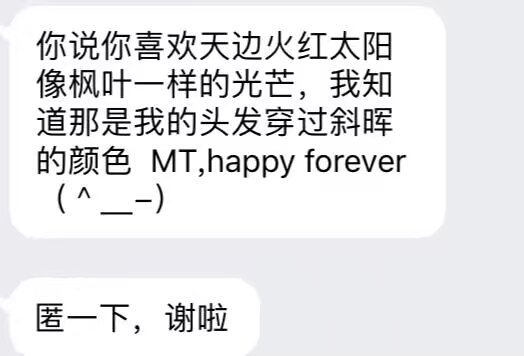 你说你喜欢天边火红太阳
像枫叶一样的光芒，我知
道那是我的头发穿过斜晖
的颜色  MT,happy forever
（＾＿−）
匿一下，谢啦